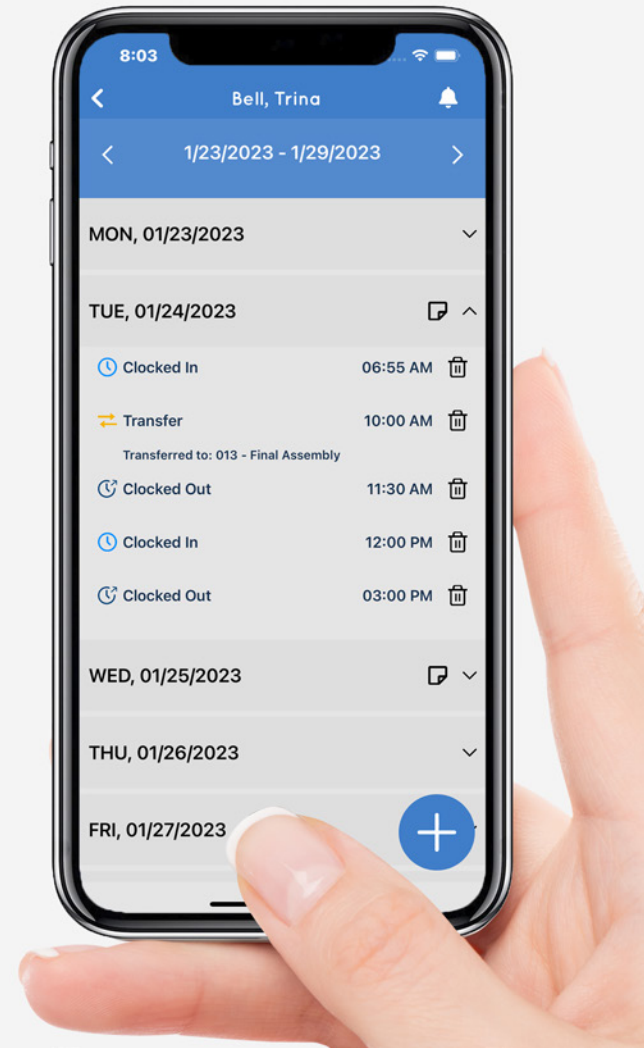 8:03
Bell, Trina
1/23/2023 - 1/29/2023
MON, 01/23/2023
TUE, 01/24/2023
Clocked In 06:55 AM
Transfer 10:00 AM
Transferred to: 013 - Final Assembly
Clocked Out 11:30 AM
Clocked In 12:00 PM
Clocked Out 03:00 PM
WED, 01/25/2023
THU, 01/26/2023
FRI, 01/27/2023